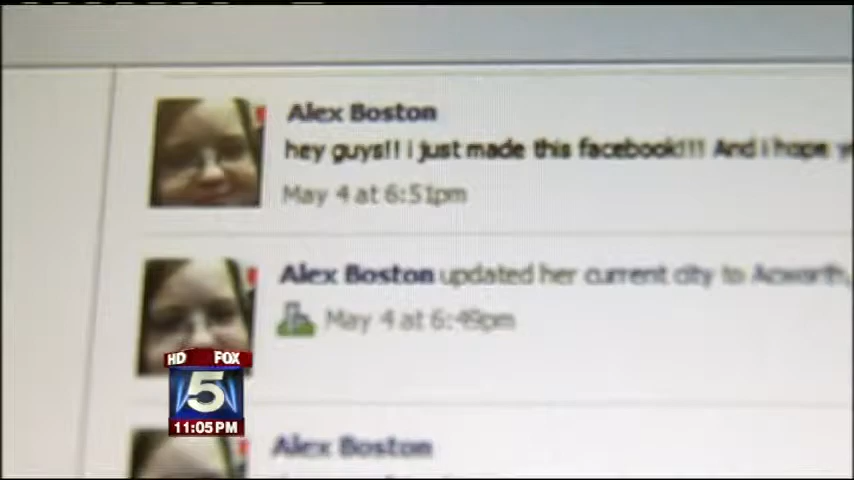 Alex Boston
hey guys!! i just made this facebook!!! And i hope
May 4 at 6:51pm
Alex Boston updated her current city to Acworth,
May 4 at 6:49pm
HD FOX
5
11:05PM
Alex Boston